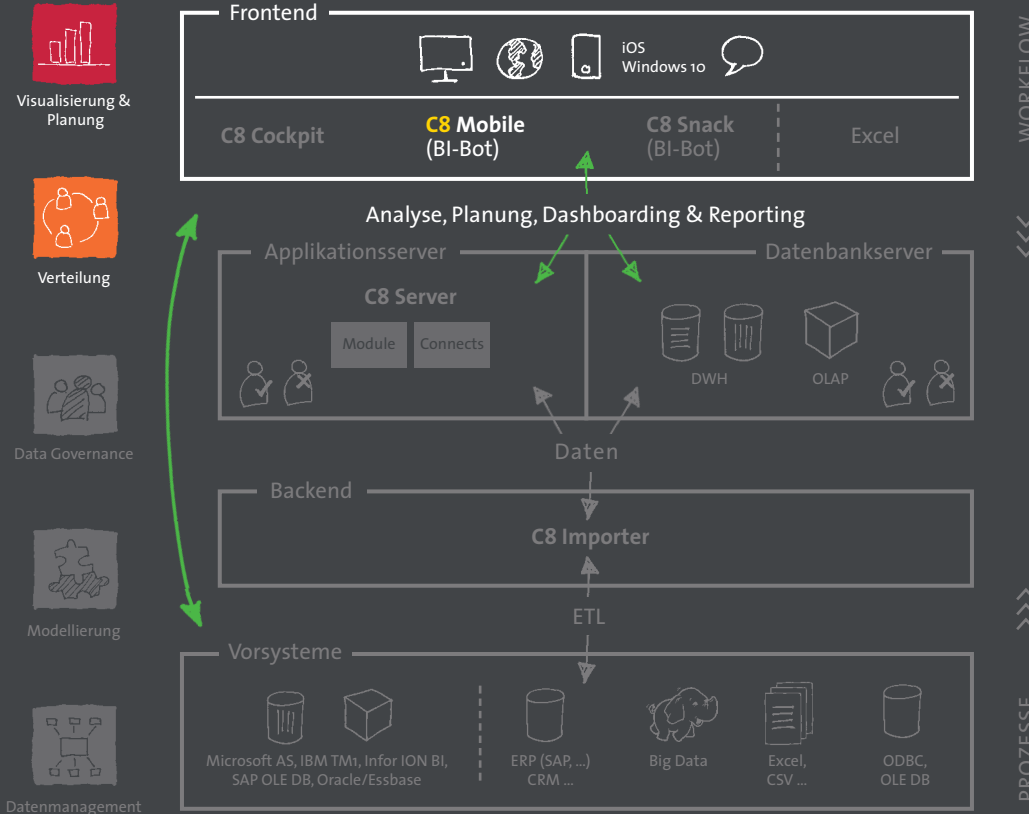 Frontend
iOS
Windows 10
C8 Cockpit
C8 Mobile
(BI-Bot)
C8 Snack
(BI-Bot)
Excel
Analyse, Planung, Dashboarding & Reporting
Applikationsserver
Datenbankserver
C8 Server
Module
Connects
DWH
OLAP
Daten
Backend
C8 Importer
ETL
Vorsysteme
Microsoft AS, IBM TM1, Infor ION BI,
SAP OLE DB, Oracle/Essbase
ERP (SAP, ...)
CRM ...
Big Data
Excel,
CSV ...
ODBC,
OLE DB
Visualisierung &
Planung
Verteilung
Data Governance
Modellierung
Datenmanagement
WORKFLOW
PROZESSE